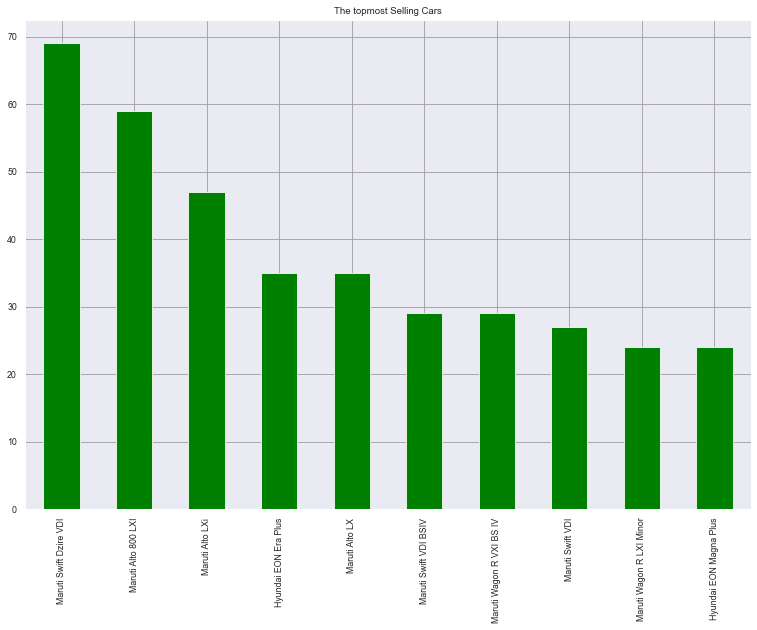 The topmost Selling Cars
70
60
50
40
30
20
10
0
Maruti Swift Dzire VDI
Maruti Alto 800 LXI
Maruti Alto LXi
Hyundai EON Era Plus
Maruti Alto LX
Maruti Swift VDI BSIV
Maruti Wagon R VXI BS IV
Maruti Swift VDI
Maruti Wagon R LXI Minor
Hyundai EON Magna Plus